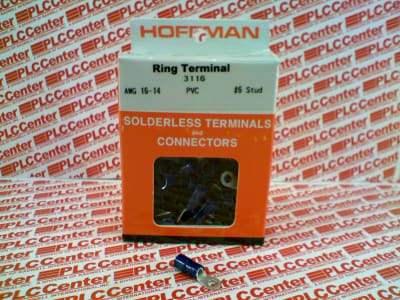 HOFFMAN
Ring Terminal
3116
AWG 16-14 PVC #6 Stud
SOLDERLESS TERMINALS
and
CONNECTORS
PLCCenter